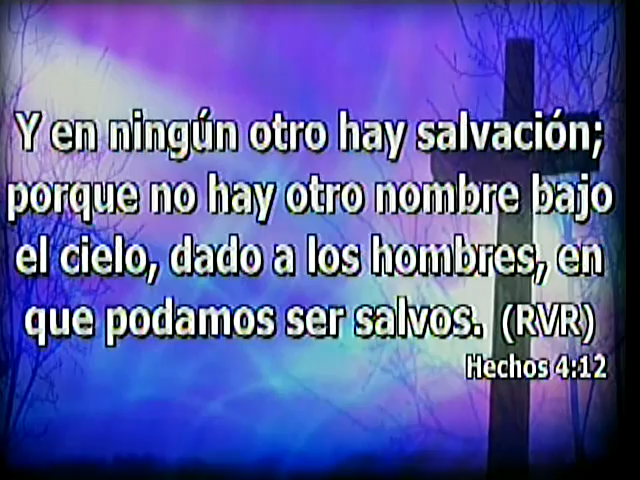 Y en ningún otro hay salvación;
porque no hay otro nombre bajo
el cielo, dado a los hombres, en
que podamos ser salvos. (RVR)
Hechos 4:12